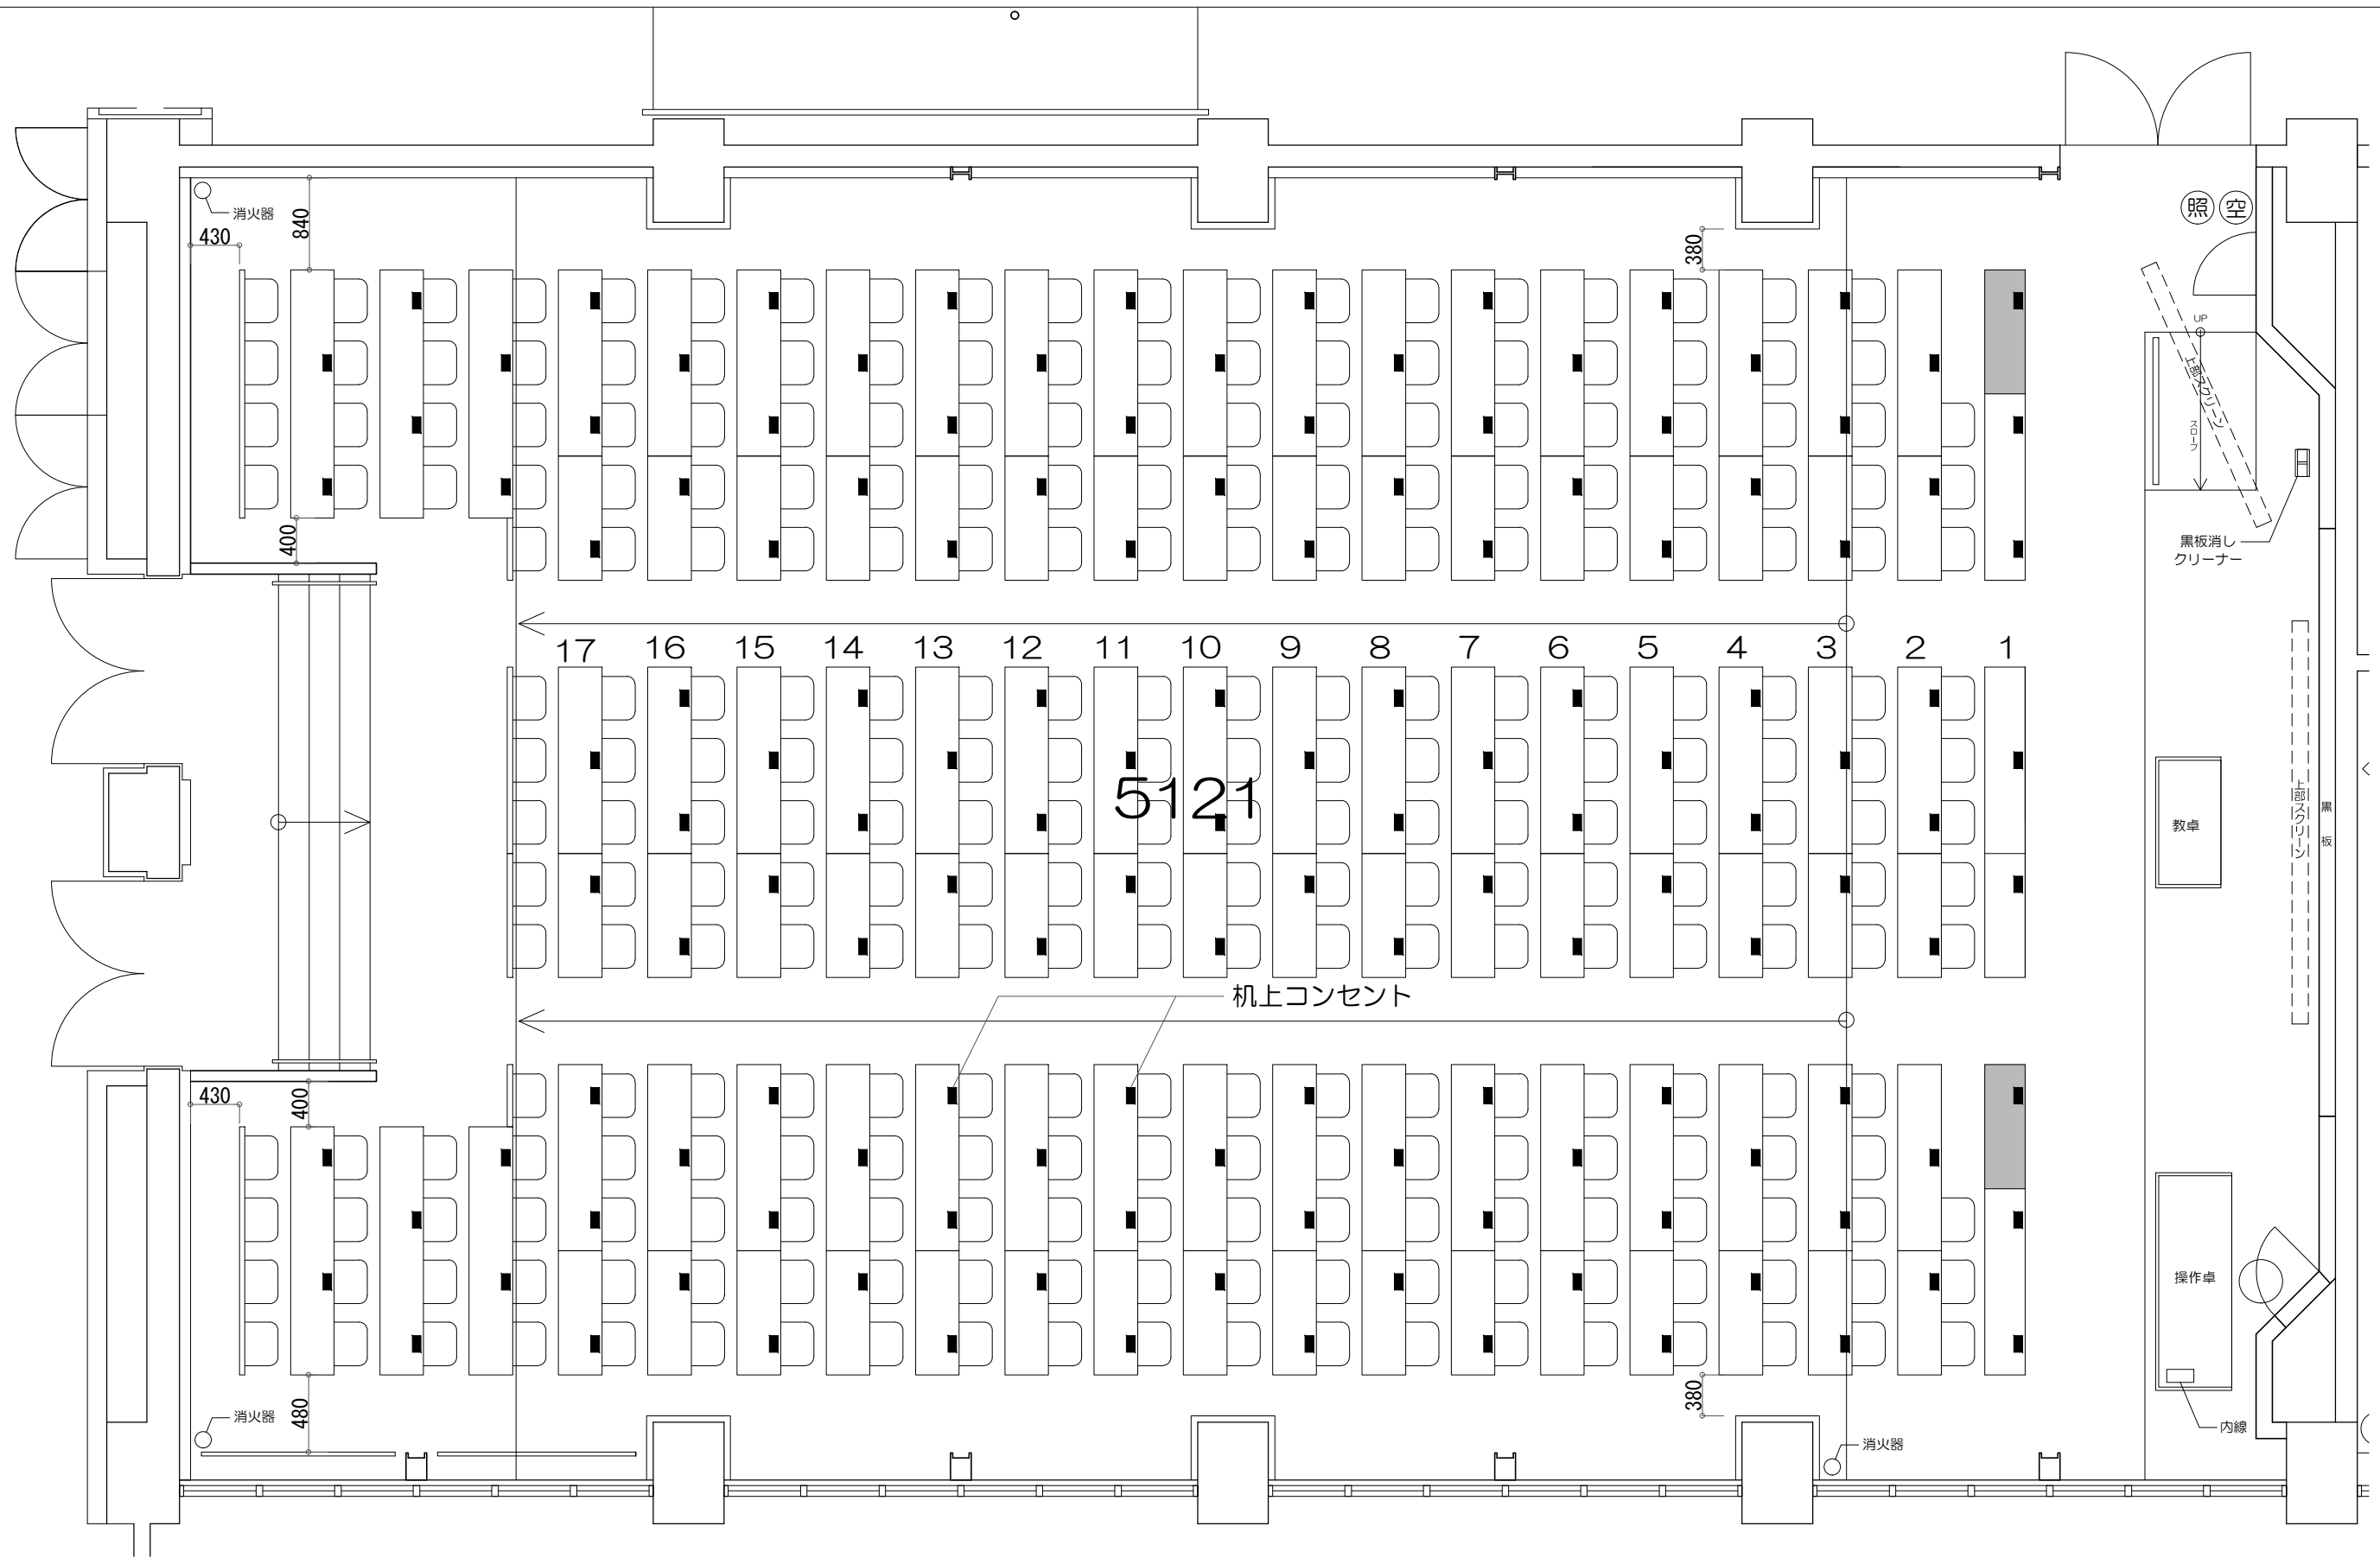 消火器
840
430
照 空
380
UP
上部スクリーン
スロープ
黒板消し
クリーナー
400
17 16 15 14 13 12 11 10 9 8 7 6 5 4 3 2 1
5121
上部スクリーン
黒板
教卓
机上コンセント
430
400
操作卓
480
380
消火器
消火器
内線